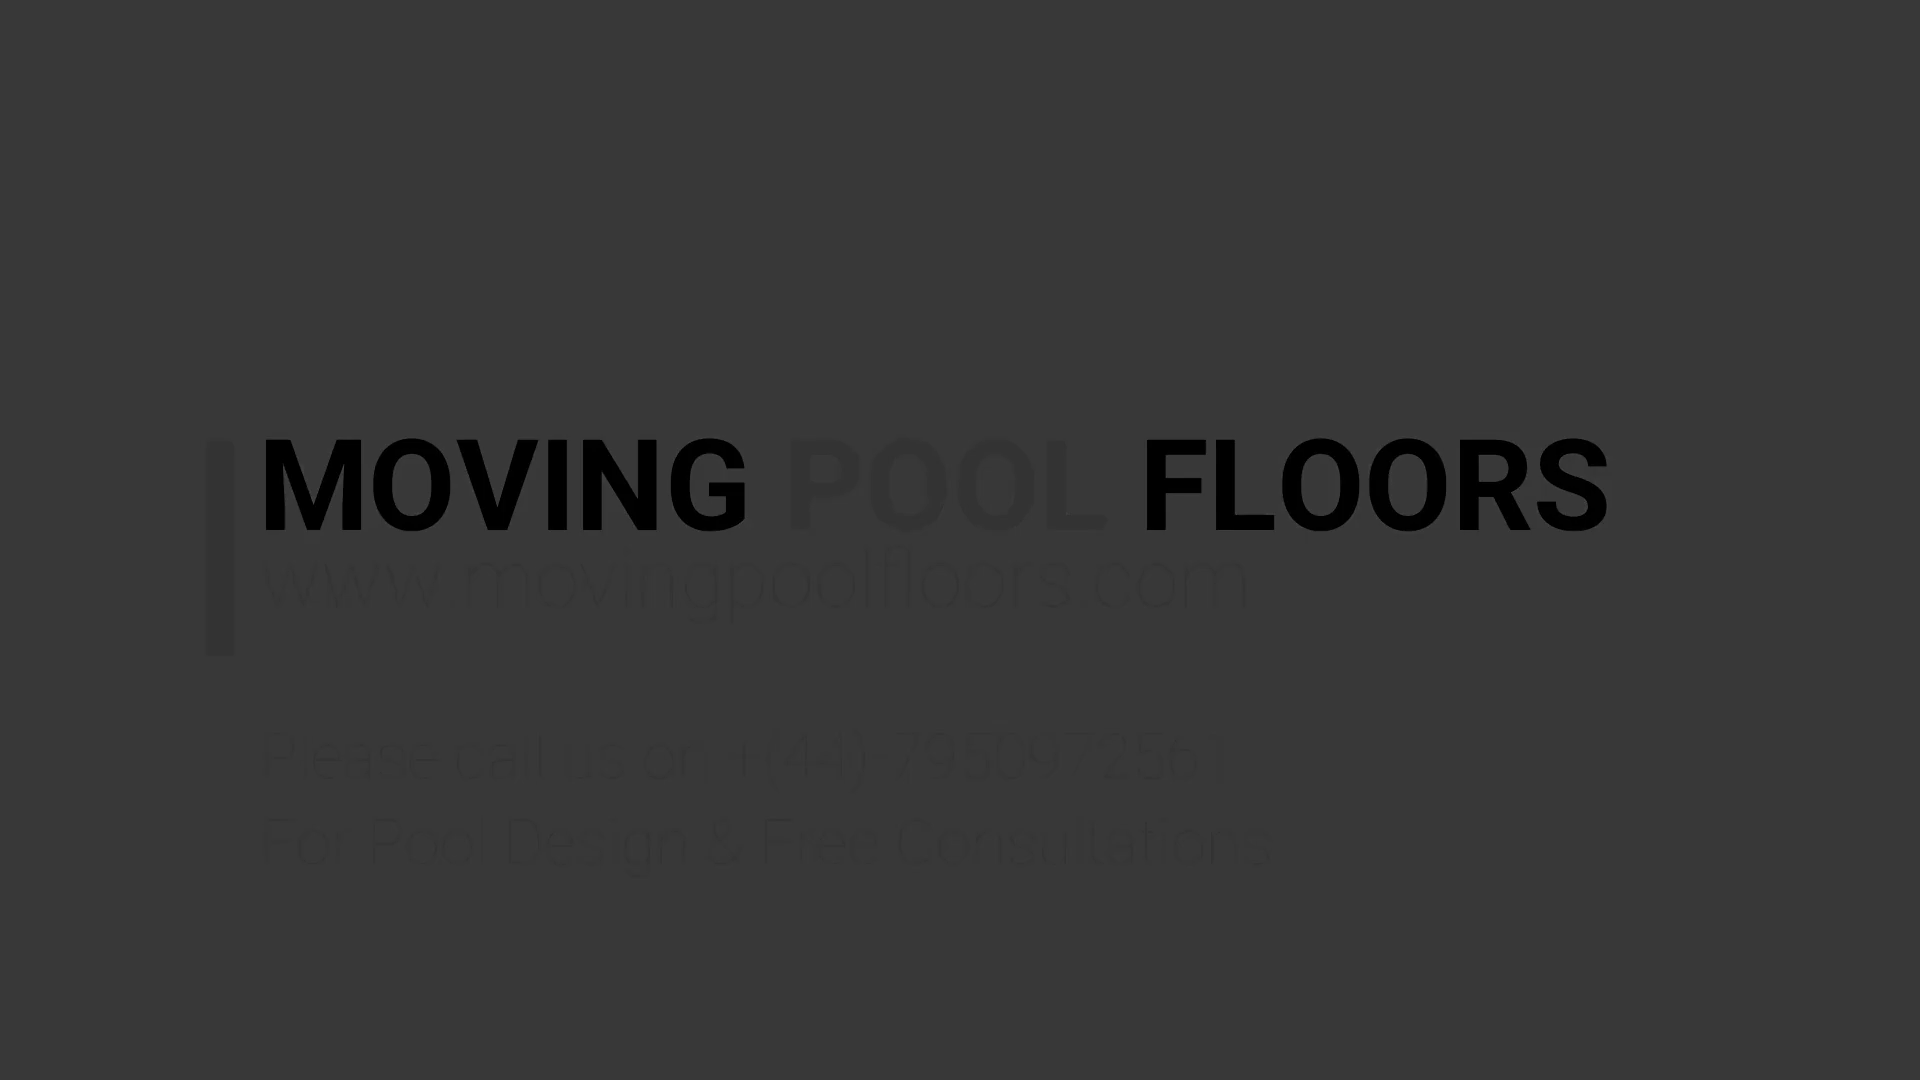 MOVING POOL FLOORS
www.movingpoolfloors.com
Please call us on +(44)-7950972561
For Pool Design & Free Consultations